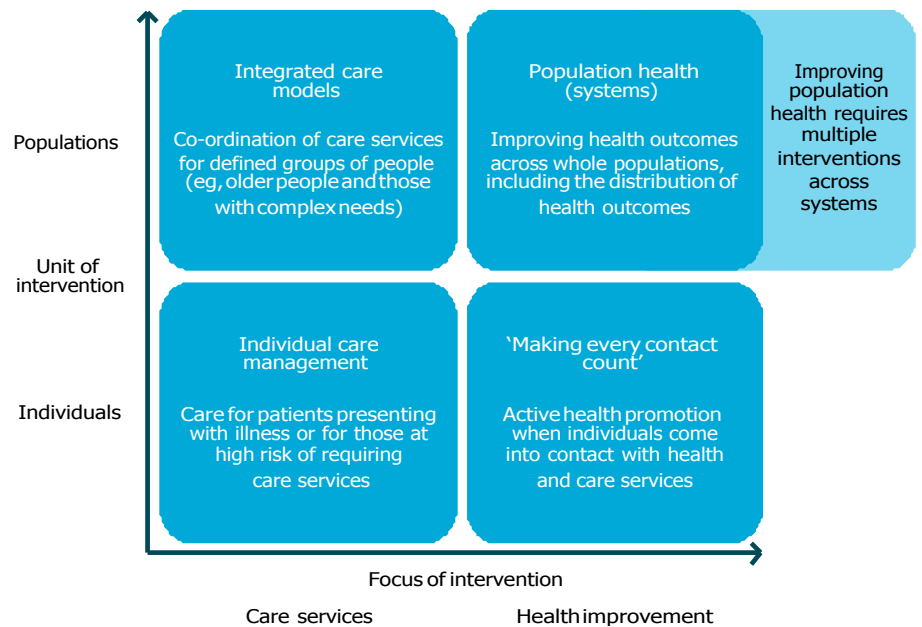 Populations
Unit of
intervention
Individuals
Integrated care
models
Co-ordination of care services
for defined groups of people
(eg, older people and those
with complex needs)
Population health
(systems)
Improving health outcomes
across whole populations,
including the distribution of
health outcomes
Improving
population
health requires
multiple
interventions
across
systems
Individual care
management
Care for patients presenting
with illness or for those at
high risk of requiring
care services
‘Making every contact
count’
Active health promotion
when individuals come
into contact with health
and care services
Focus of intervention
Care services
Health improvement